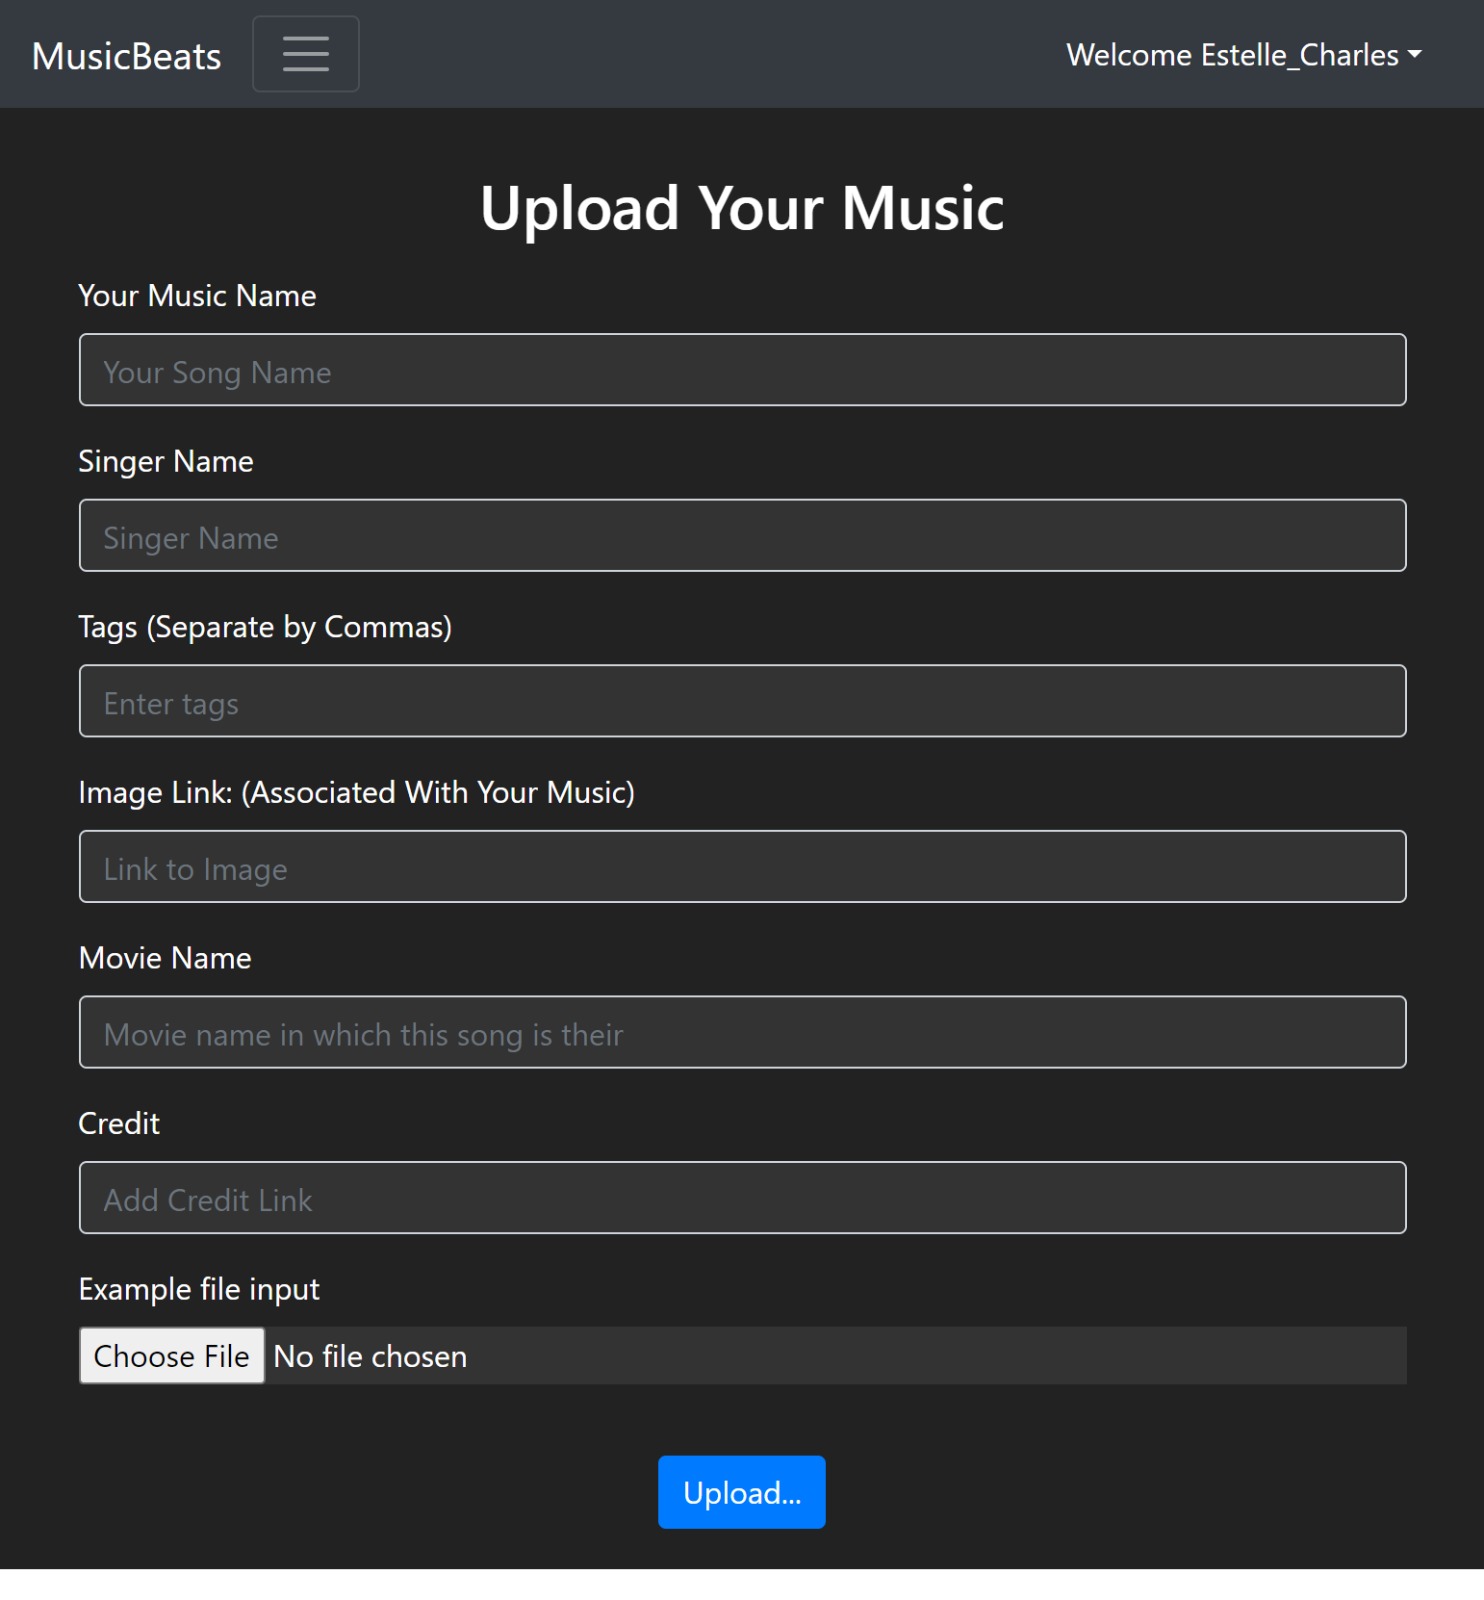 MusicBeats
Welcome Estelle_Charles
Upload Your Music
Your Music Name
Your Song Name
Singer Name
Singer Name
Tags (Separate by Commas)
Enter tags
Image Link: (Associated With Your Music)
Link to Image
Movie Name
Movie name in which this song is their
Credit
Add Credit Link
Example file input
Choose File No file chosen
Upload...